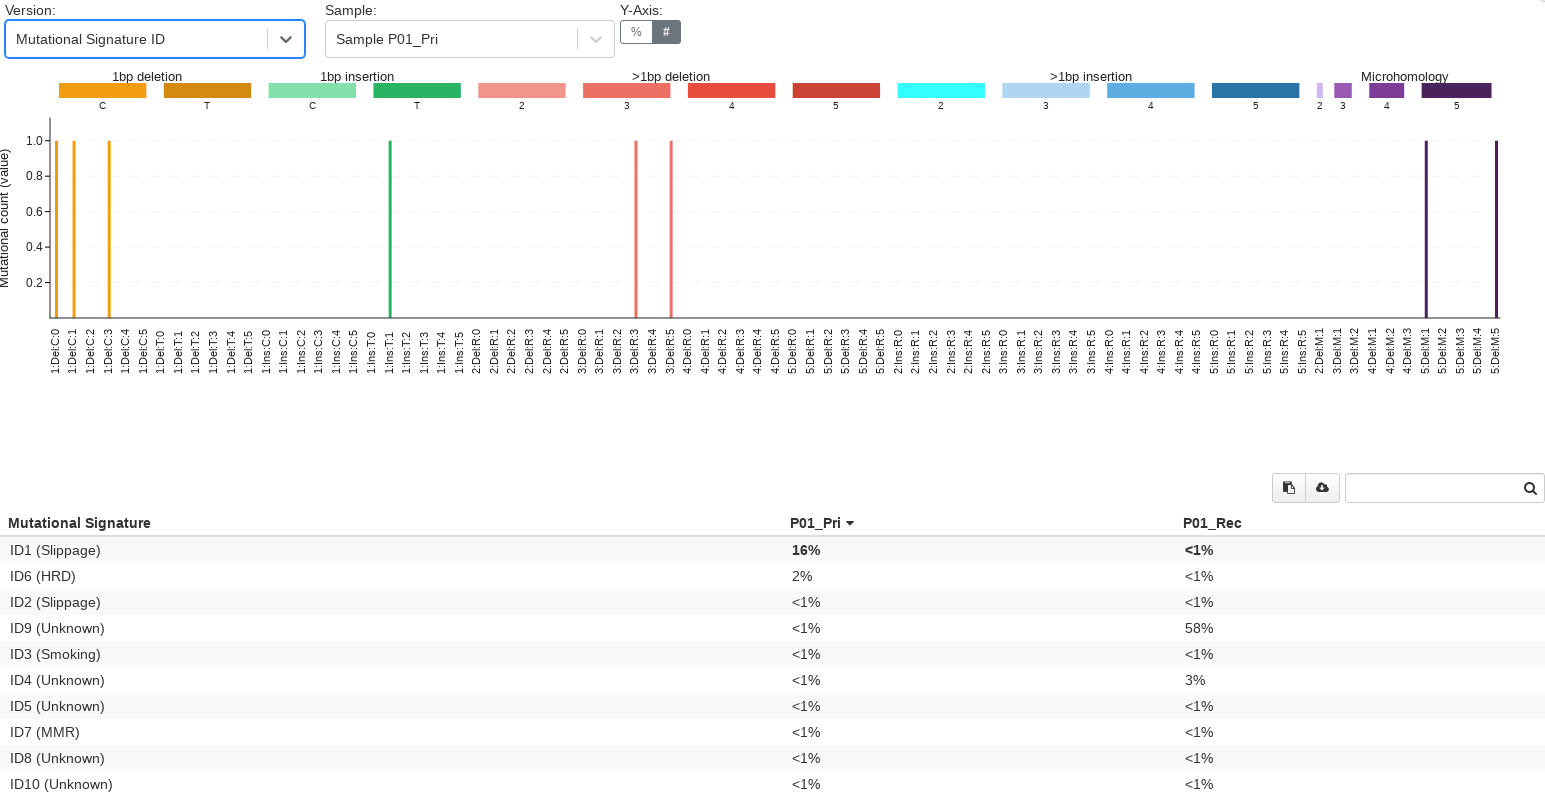 Version: Sample: Y-Axis:
Mutational Signature ID Sample P01_Pri % #
1bp deletion 1bp insertion >1bp deletion >1bp insertion Microhomology
C T C T 2 3 4 5 2 3 4 5 2 3 4 5
Mutational count (value)
1.0
0.8
0.6
0.4
0.2
1:Del:C:0 1:Del:C:1 1:Del:C:2 1:Del:C:3 1:Del:C:4 1:Del:C:5 1:Del:T:0 1:Del:T:1 1:Del:T:2 1:Del:T:3 1:Del:T:4 1:Del:T:5 1:Ins:C:0 1:Ins:C:1 1:Ins:C:2 1:Ins:C:3 1:Ins:C:4 1:Ins:C:5 1:Ins:T:0 1:Ins:T:1 1:Ins:T:2 1:Ins:T:3 1:Ins:T:4 1:Ins:T:5 2:Del:R:0 2:Del:R:1 2:Del:R:2 2:Del:R:3 2:Del:R:4 2:Del:R:5 3:Del:R:0 3:Del:R:1 3:Del:R:2 3:Del:R:3 3:Del:R:4 3:Del:R:5 4:Del:R:0 4:Del:R:1 4:Del:R:2 4:Del:R:3 4:Del:R:4 4:Del:R:5 5:Del:R:0 5:Del:R:1 5:Del:R:2 5:Del:R:3 5:Del:R:4 5:Del:R:5 2:Ins:R:0 2:Ins:R:1 2:Ins:R:2 2:Ins:R:3 2:Ins:R:4 2:Ins:R:5 3:Ins:R:0 3:Ins:R:1 3:Ins:R:2 3:Ins:R:3 3:Ins:R:4 3:Ins:R:5 4:Ins:R:0 4:Ins:R:1 4:Ins:R:2 4:Ins:R:3 4:Ins:R:4 4:Ins:R:5 5:Ins:R:0 5:Ins:R:1 5:Ins:R:2 5:Ins:R:3 5:Ins:R:4 5:Ins:R:5 2:Del:M:1 3:Del:M:1 3:Del:M:2 4:Del:M:1 4:Del:M:2 4:Del:M:3 5:Del:M:1 5:Del:M:2 5:Del:M:3 5:Del:M:4 5:Del:M:5
Mutational Signature P01_Pri P01_Rec
ID1 (Slippage) 16% <1%
ID6 (HRD) 2% <1%
ID2 (Slippage) <1% <1%
ID9 (Unknown) <1% 58%
ID3 (Smoking) <1% <1%
ID4 (Unknown) <1% 3%
ID5 (Unknown) <1% <1%
ID7 (MMR) <1% <1%
ID8 (Unknown) <1% <1%
ID10 (Unknown) <1% <1%